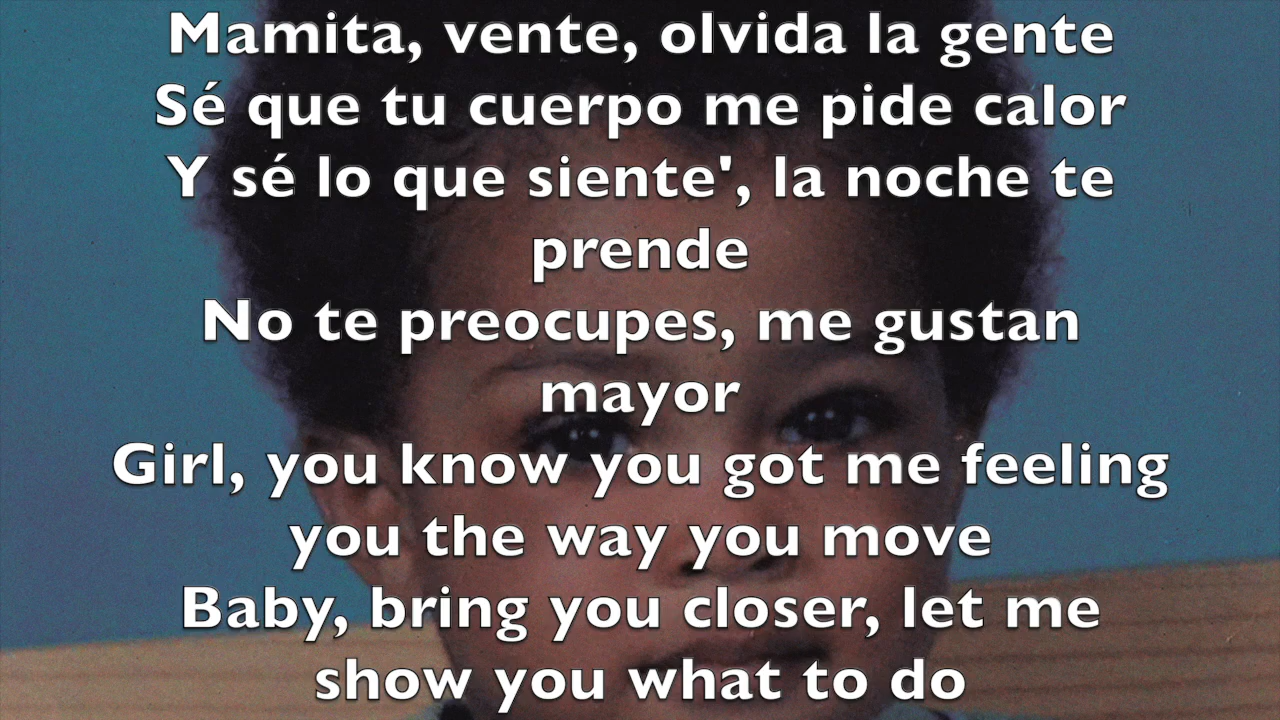 Mamita, vente, olvida la gente
Sé que tu cuerpo me pide calor
Y sé lo que siente', la noche te
prende
No te preocupes, me gustan
mayor
Girl, you know you got me feeling
you the way you move
Baby, bring you closer, let me
show you what to do